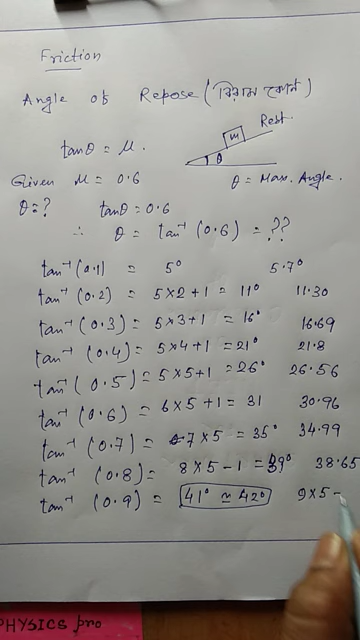 Friction
Angle of Repose (বিরাম কোন)
Rest.
m
tanθ = μ.
θ
Given μ = 0.6
θ = Max. Angle.
θ = ? tanθ = 0.6
∴ θ = tan⁻¹ (0.6) = ??
tan⁻¹ (0.1) = 5° 5.7°
tan⁻¹ (0.2) = 5×2+1 = 11° 11.30
tan⁻¹ (0.3) = 5×3+1 = 16° 16.69
tan⁻¹ (0.4) = 5×4+1 = 21° 21.8
tan⁻¹ (0.5) = 5×5+1 = 26° 26.56
tan⁻¹ (0.6) = 6×5+1 = 31 30.96
tan⁻¹ (0.7) = 7×5 = 35° 34.99
tan⁻¹ (0.8) = 8×5-1 = 39° 38.65
tan⁻¹ (0.9) = 41° ≃ 42° 9×5-
PHYSICS pro